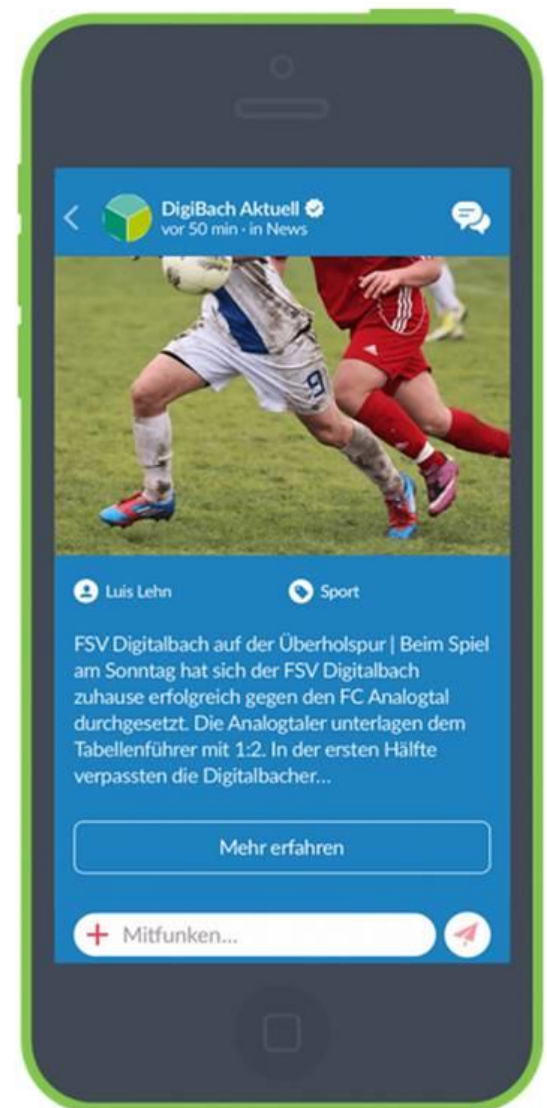 DigiBach Aktuell
vor 50 min · in News
9
Luis Lehn
Sport
FSV Digitalbach auf der Überholspur | Beim Spiel
am Sonntag hat sich der FSV Digitalbach
zuhause erfolgreich gegen den FC Analogtal
durchgesetzt. Die Analogtaler unterlagen dem
Tabellenführer mit 1:2. In der ersten Hälfte
verpassten die Digitalbacher...
Mehr erfahren
Mitfunken...